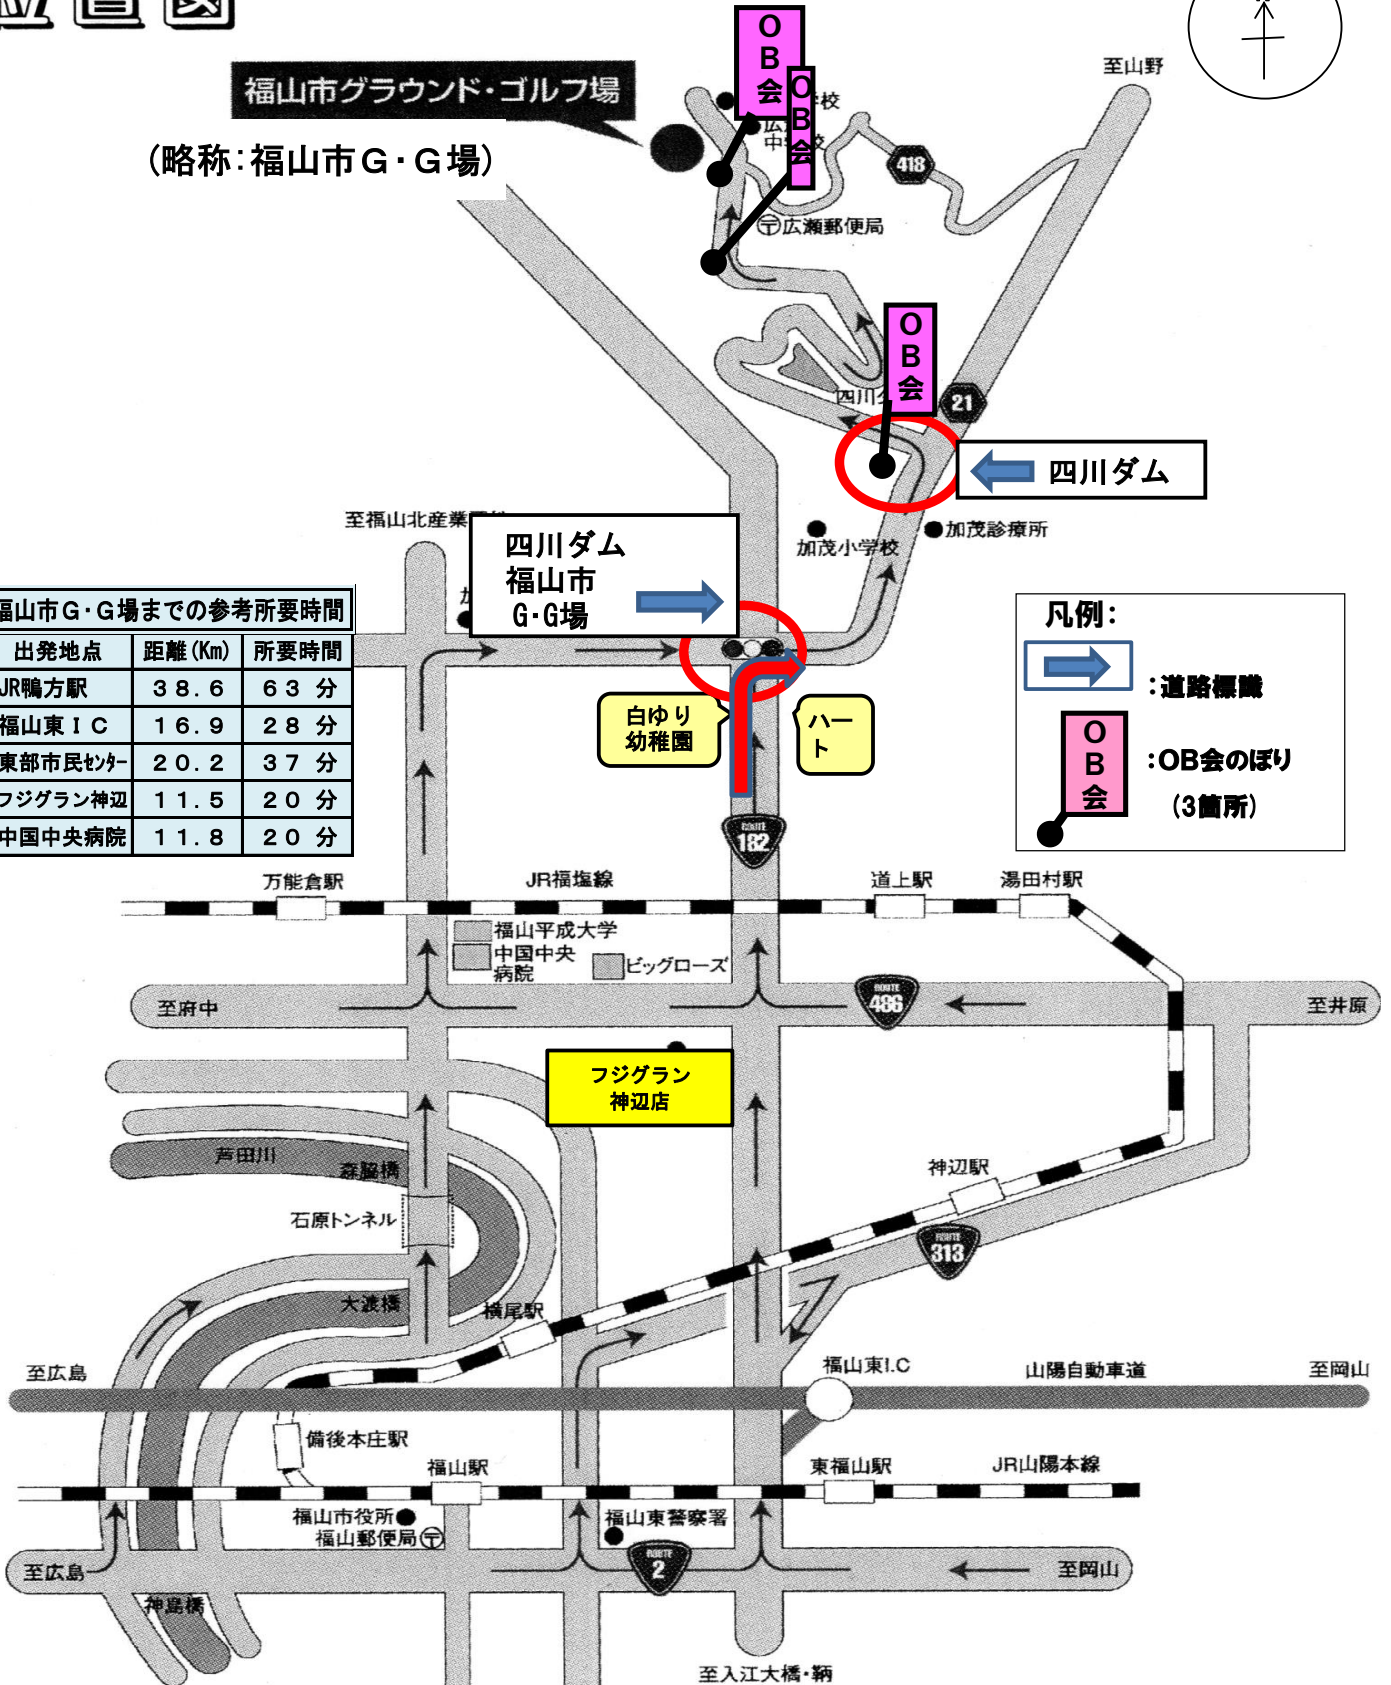 位置図
福山市グラウンド・ゴルフ場
(略称:福山市G・G場)
OB会
OB会
校
広
中 校
至山野
418
〒広瀬郵便局
OB会
四川
21
四川ダム
加茂小学校
加茂診療所
至福山北産業
四川ダム
福山市
G・G場
福山市G・G場までの参考所要時間
出発地点 距離(Km) 所要時間
JR鴨方駅 38.6 63 分
福山東IC 16.9 28 分
東部市民センター 20.2 37 分
フジグラン神辺 11.5 20 分
中国中央病院 11.8 20 分
白ゆり
幼稚園
ハー
ト
凡例:
:道路標識
OB会
:OB会のぼり
(3箇所)
ROUTE
182
万能倉駅
JR福塩線
道上駅
湯田村駅
福山平成大学
中国中央
病院
ビッグローズ
至府中
ROUTE
486
至井原
フジグラン
神辺店
芦田川
森脇橋
石原トンネル
神辺駅
ROUTE
313
大渡橋
横尾駅
至広島
福山東I.C
山陽自動車道
至岡山
備後本庄駅
福山駅
東福山駅
JR山陽本線
福山市役所
福山郵便局〒
福山東警察署
至広島
ROUTE
2
至岡山
神島橋
至入江大橋・鞆